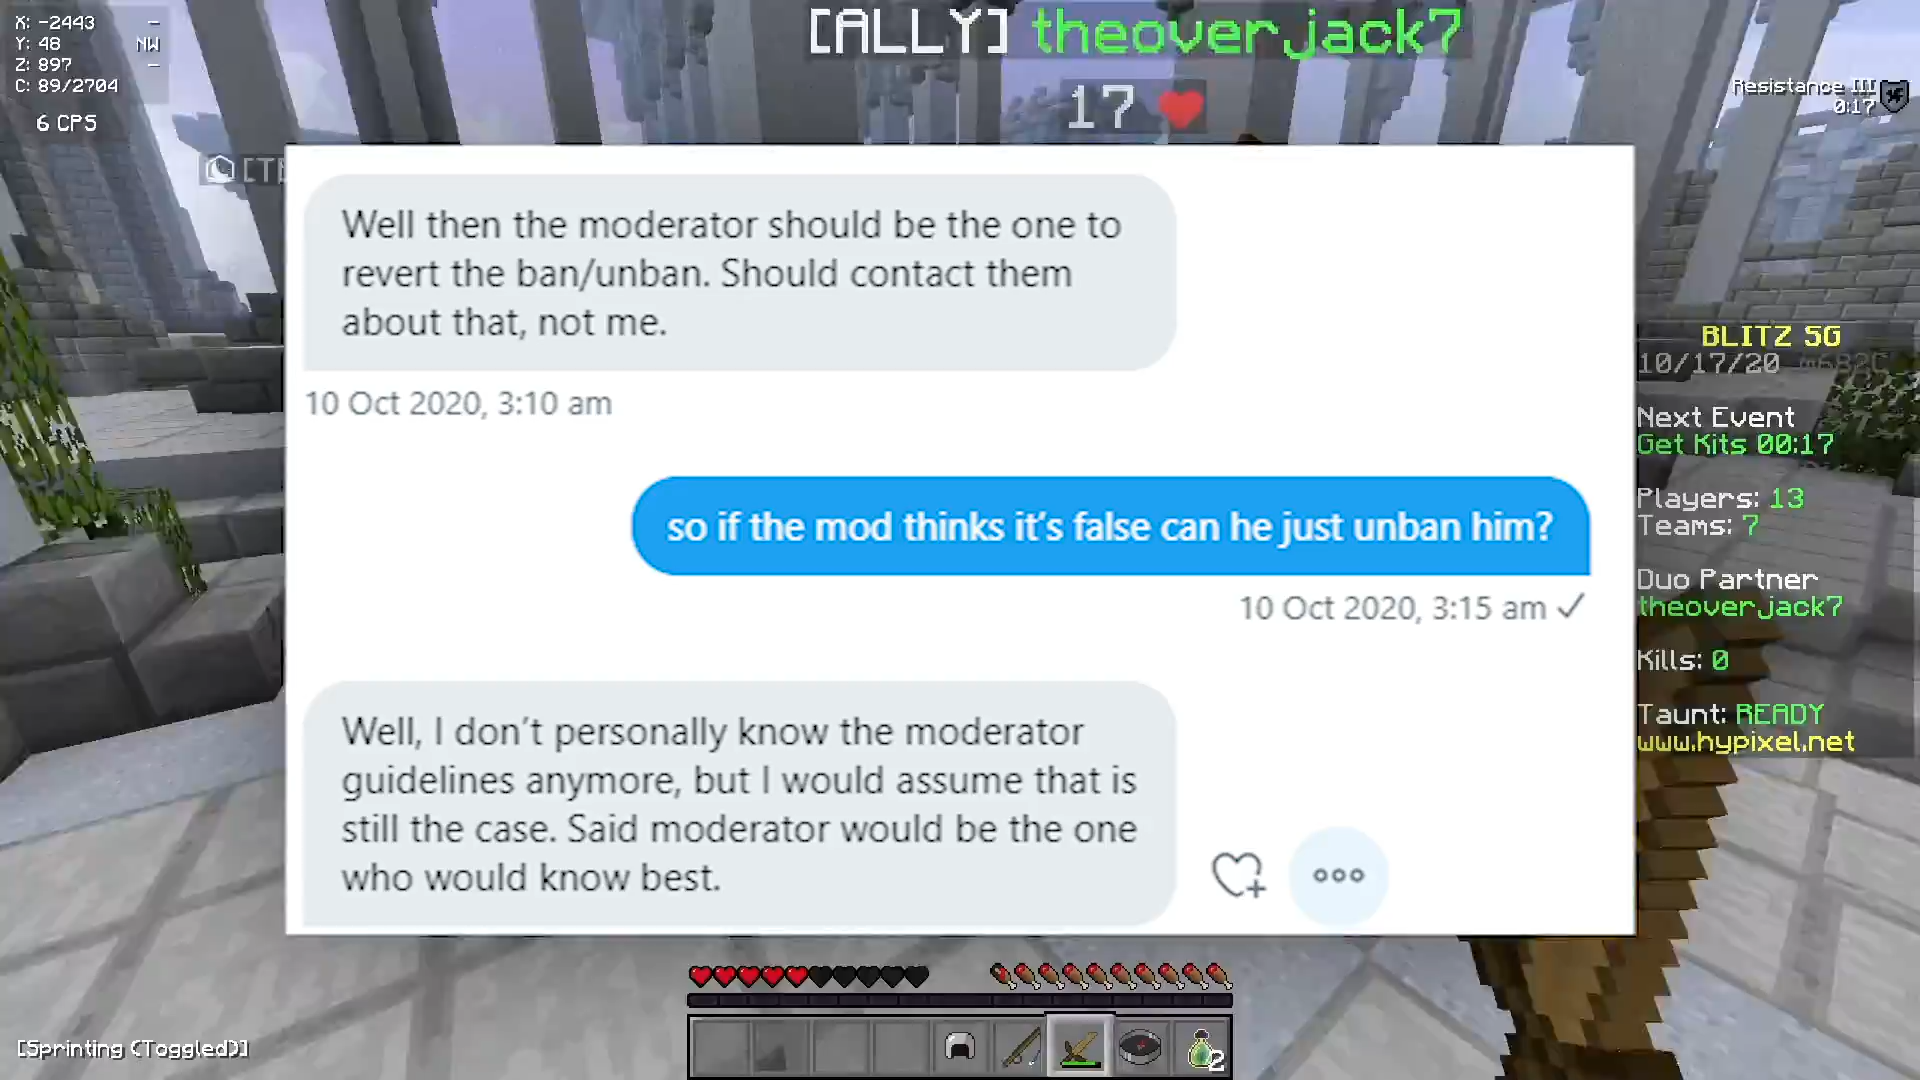 X: -2443
Y: 48 NW
Z: 897
C: 89/2704
6 CPS
[ALLY] theoverjack7
17
Resistance III
0:17
Well then the moderator should be the one to
revert the ban/unban. Should contact them
about that, not me.
10 Oct 2020, 3:10 am
so if the mod thinks it's false can he just unban him?
10 Oct 2020, 3:15 am
Well, I don't personally know the moderator
guidelines anymore, but I would assume that is
still the case. Said moderator would be the one
who would know best.
BLITZ SG
10/17/20
Next Event
Get Kits 00:17
Players: 13
Teams: 7
Duo Partner
theoverjack7
Kills: 0
Taunt: READY
www.hypixel.net
[Sprinting (Toggled)]
2